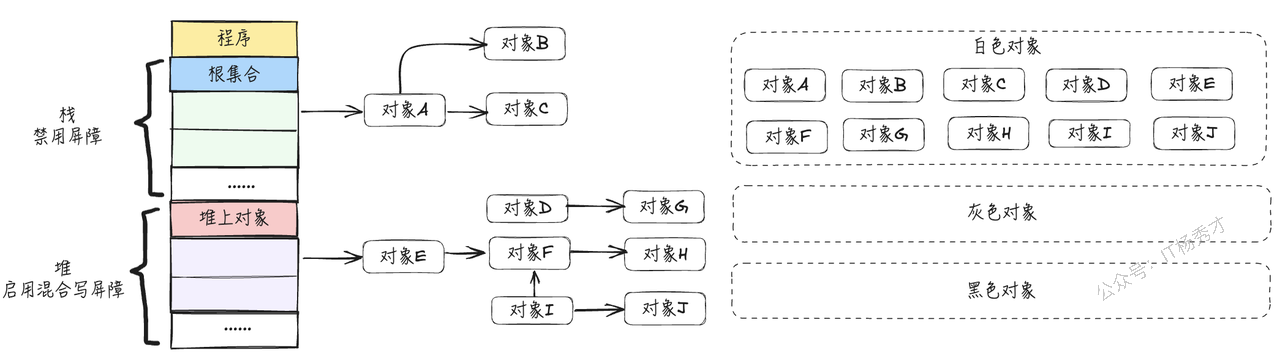 程序
根集合
栈
禁用屏障
……
堆上对象
堆
启用混合写屏障
……
对象B
对象A
对象C
对象D
对象G
对象E
对象F
对象H
对象I
对象J
白色对象
对象A 对象B 对象C 对象D 对象E
对象F 对象G 对象H 对象I 对象J
灰色对象
黑色对象
公众号：IT杨秀才